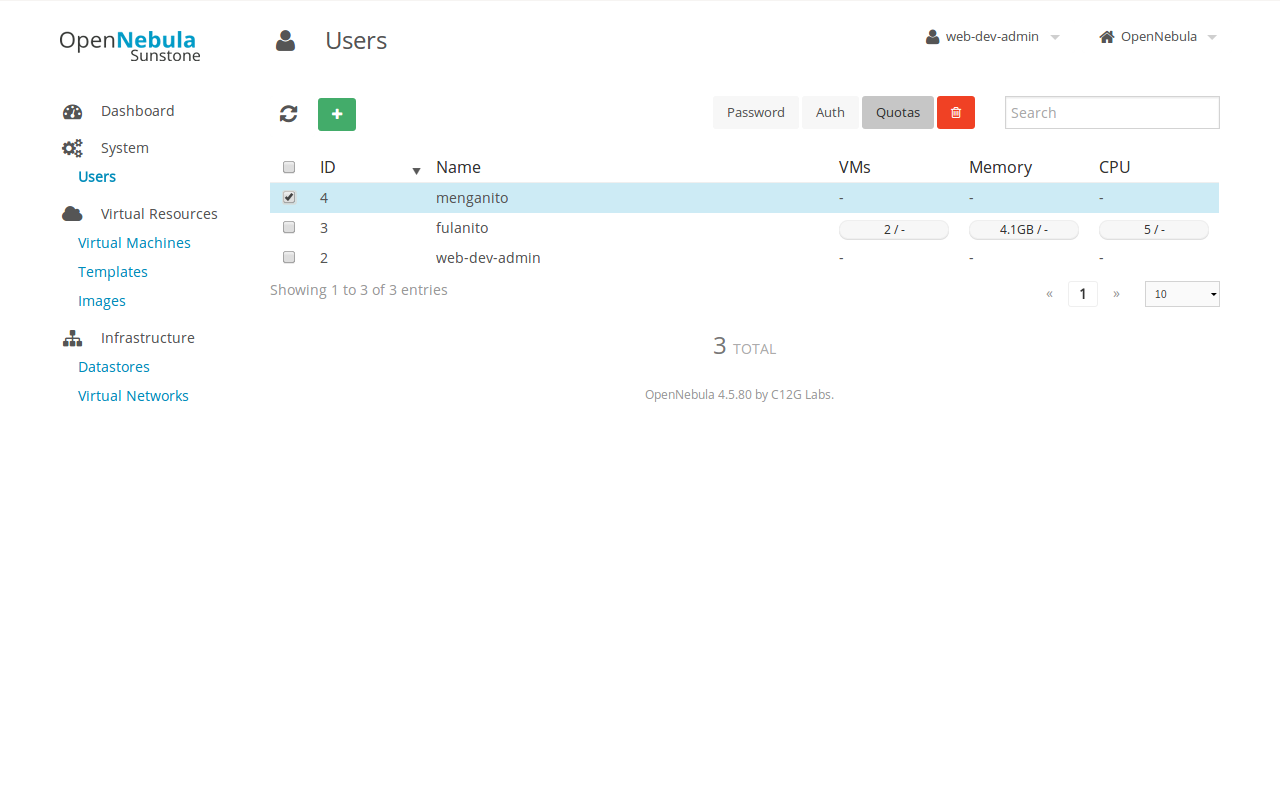 OpenNebula
Sunstone
Users
web-dev-admin
OpenNebula
Dashboard
System
Users
Virtual Resources
Virtual Machines
Templates
Images
Infrastructure
Datastores
Virtual Networks
Password Auth Quotas Search
ID Name VMs Memory CPU
4 menganito - - -
3 fulanito 2 / - 4.1GB / - 5 / -
2 web-dev-admin - - -
Showing 1 to 3 of 3 entries
« 1 » 10
3 TOTAL
OpenNebula 4.5.80 by C12G Labs.